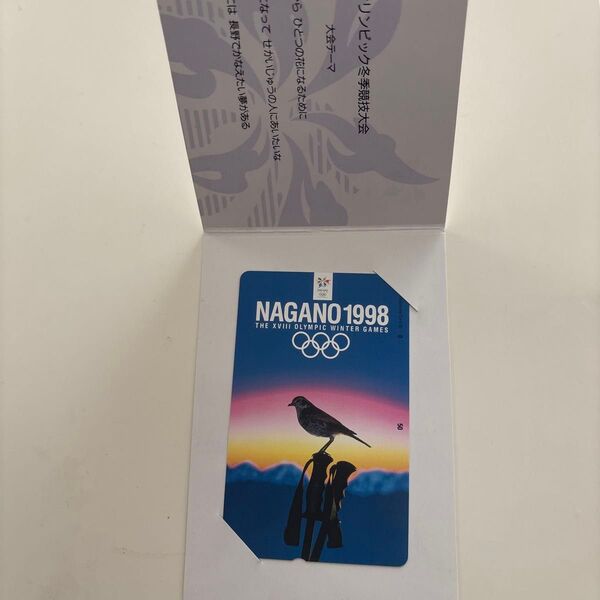 リンピック冬季競技大会
大会テーマ
ら ひとつの花になるために
になって せかいじゅうの人にあいたいな
には 長野でかなえたい夢がある
NAGANO1998
THE XVIII OLYMPIC WINTER GAMES
50